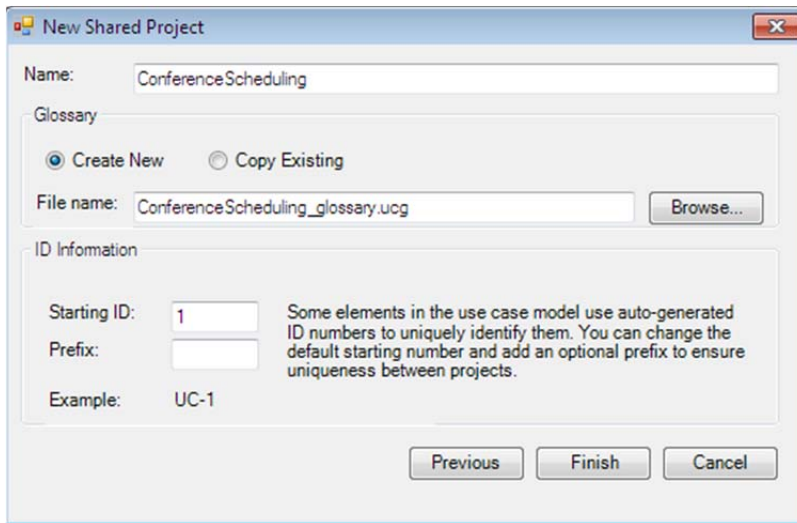 New Shared Project
Name: ConferenceScheduling
Glossary
Create New Copy Existing
File name: ConferenceScheduling_glossary.ucg Browse...
ID Information
Starting ID: 1 Some elements in the use case model use auto-generated
ID numbers to uniquely identify them. You can change the
Prefix: default starting number and add an optional prefix to ensure
uniqueness between projects.
Example: UC-1
Previous Finish Cancel